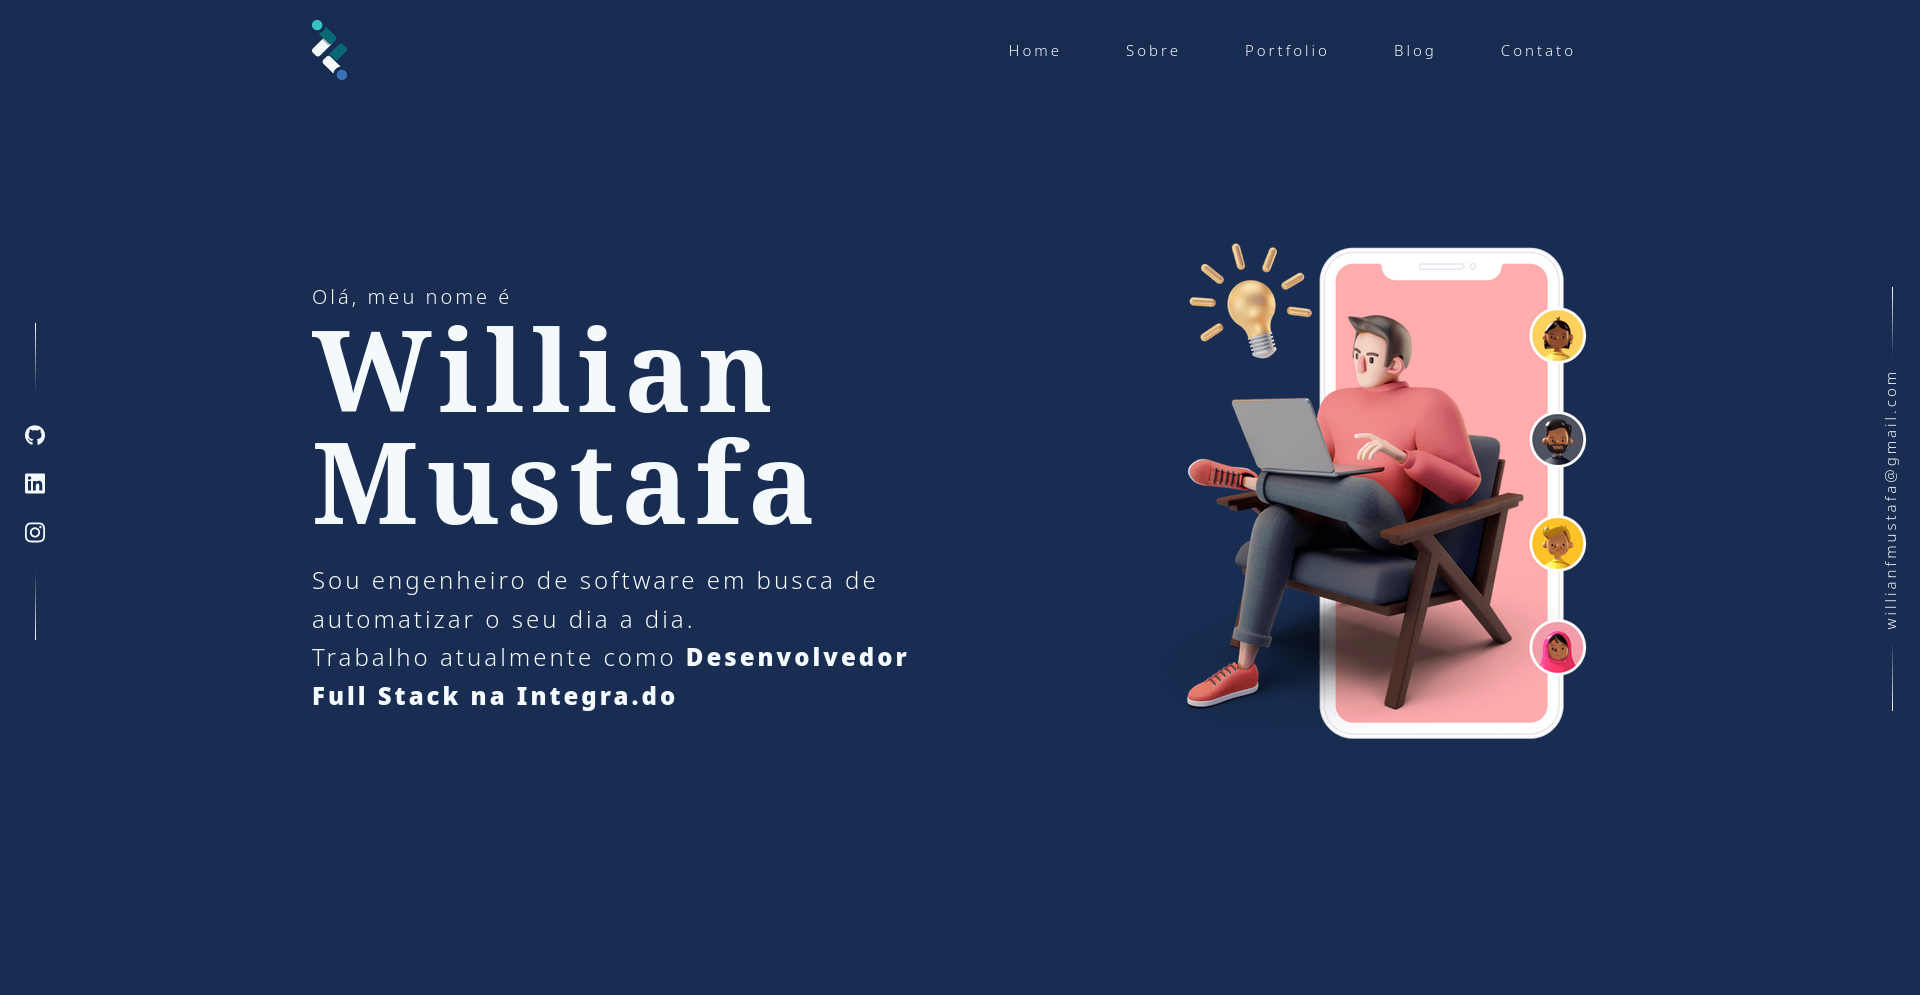 Home
Sobre
Portfolio
Blog
Contato
Olá, meu nome é
Willian
Mustafa
Sou engenheiro de software em busca de
automatizar o seu dia a dia.
Trabalho atualmente como Desenvolvedor
Full Stack na Integra.do
willianfmustafa@gmail.com